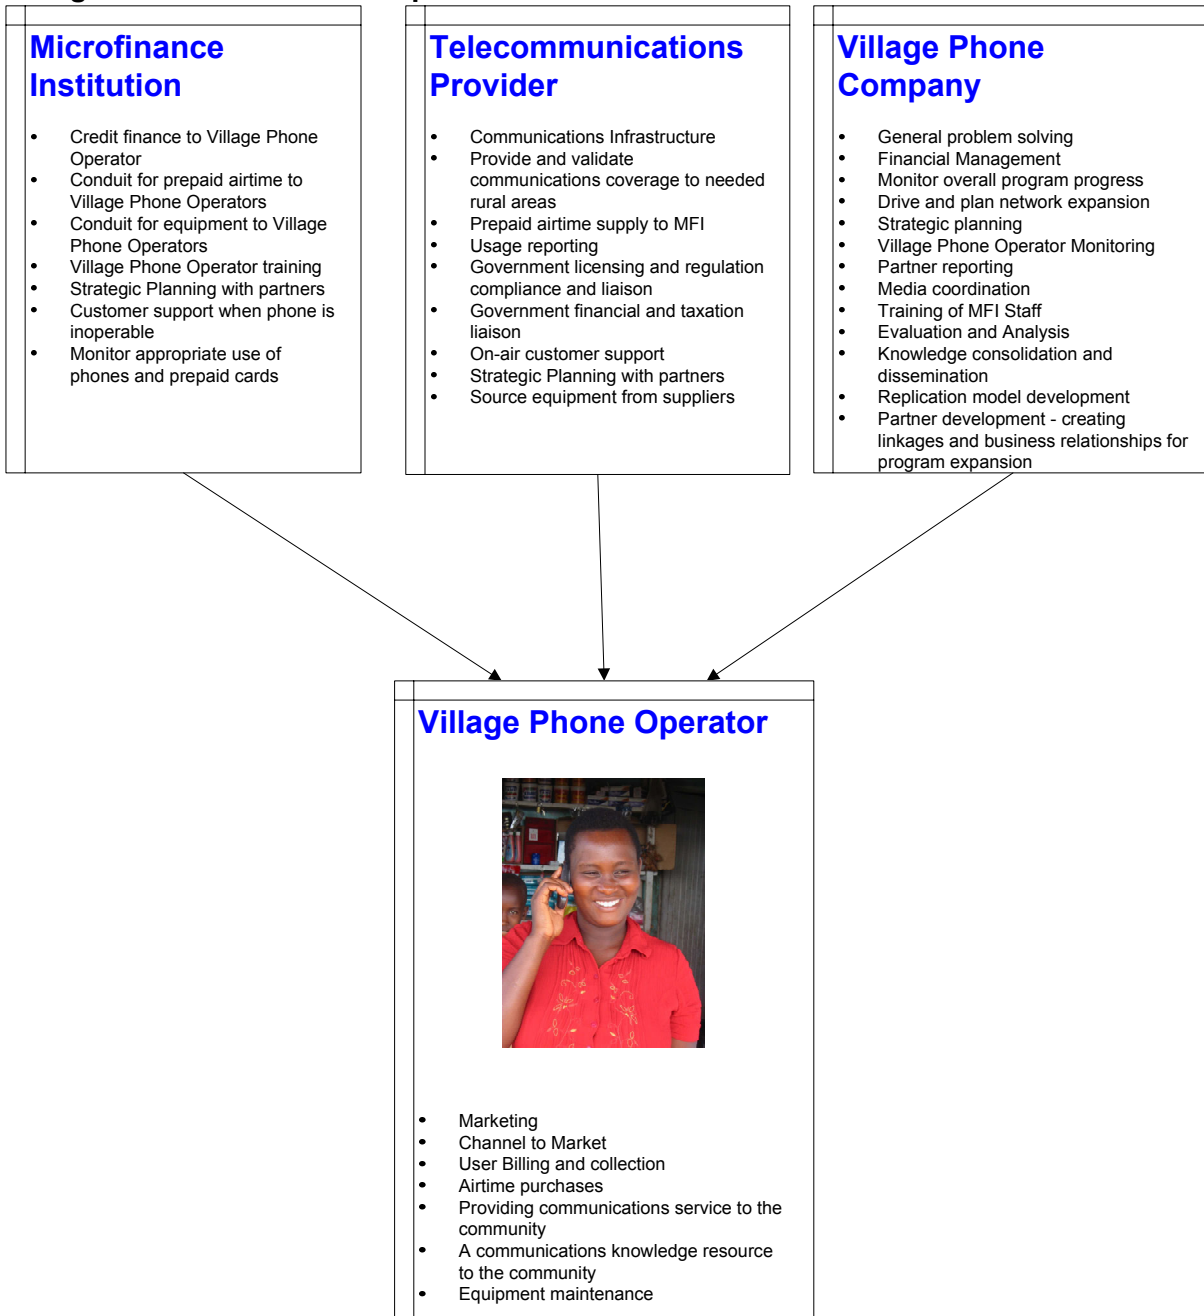 Microfinance
Institution
• Credit finance to Village Phone
Operator
• Conduit for prepaid airtime to
Village Phone Operators
• Conduit for equipment to Village
Phone Operators
• Village Phone Operator training
• Strategic Planning with partners
• Customer support when phone is
inoperable
• Monitor appropriate use of
phones and prepaid cards
Telecommunications
Provider
• Communications Infrastructure
• Provide and validate
communications coverage to needed
rural areas
• Prepaid airtime supply to MFI
• Usage reporting
• Government licensing and regulation
compliance and liaison
• Government financial and taxation
liaison
• On-air customer support
• Strategic Planning with partners
• Source equipment from suppliers
Village Phone
Company
• General problem solving
• Financial Management
• Monitor overall program progress
• Drive and plan network expansion
• Strategic planning
• Village Phone Operator Monitoring
• Partner reporting
• Media coordination
• Training of MFI Staff
• Evaluation and Analysis
• Knowledge consolidation and
dissemination
• Replication model development
• Partner development - creating
linkages and business relationships for
program expansion
Village Phone Operator
• Marketing
• Channel to Market
• User Billing and collection
• Airtime purchases
• Providing communications service to the
community
• A communications knowledge resource
to the community
• Equipment maintenance